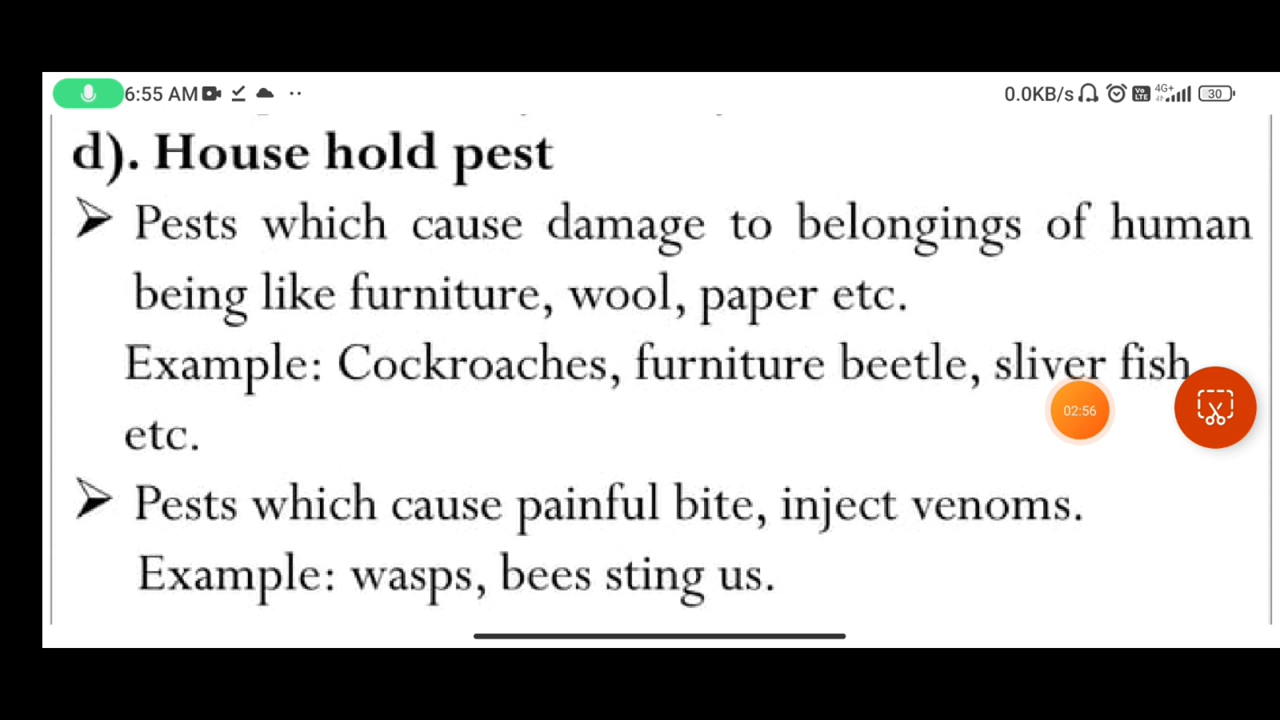 6:55 AM
0.0KB/s 4G+ 30
d). House hold pest
➢ Pests which cause damage to belongings of human
being like furniture, wool, paper etc.
Example: Cockroaches, furniture beetle, sliver fish
etc.
02:56
➢ Pests which cause painful bite, inject venoms.
Example: wasps, bees sting us.